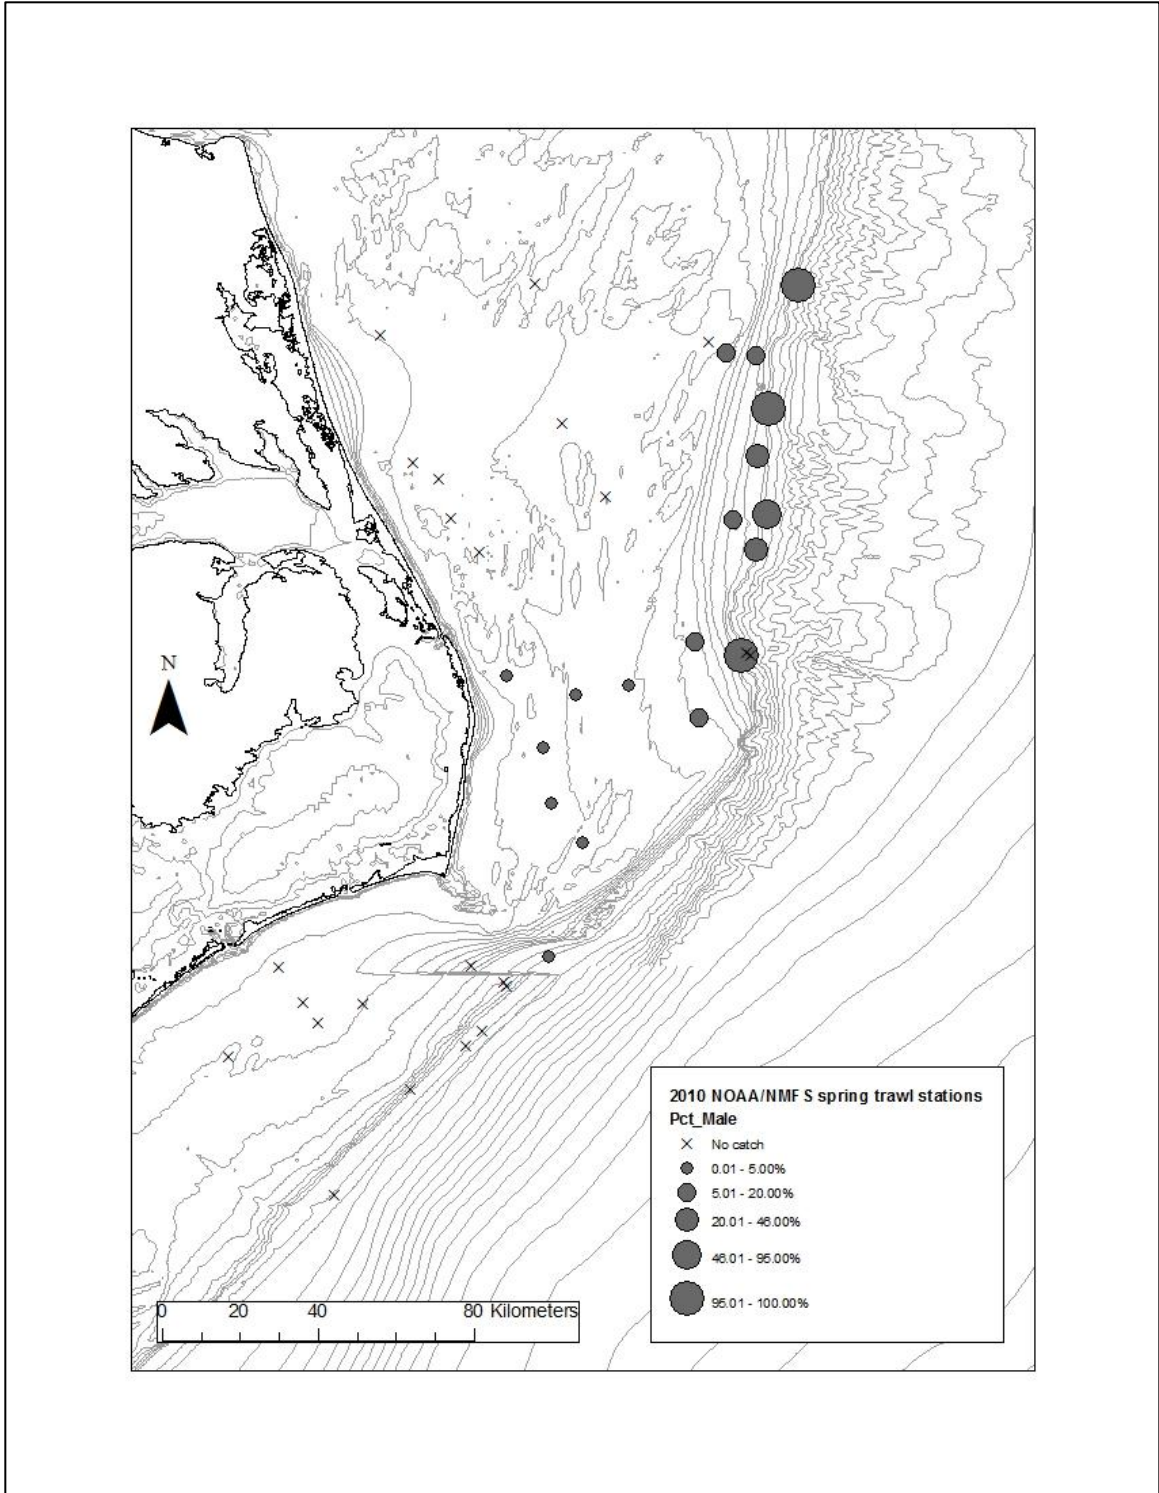 N
2010 NOAA/NMFS spring trawl stations
Pct_Male
No catch
0.01 - 5.00%
5.01 - 20.00%
20.01 - 46.00%
46.01 - 95.00%
95.01 - 100.00%
0 20 40 80 Kilometers